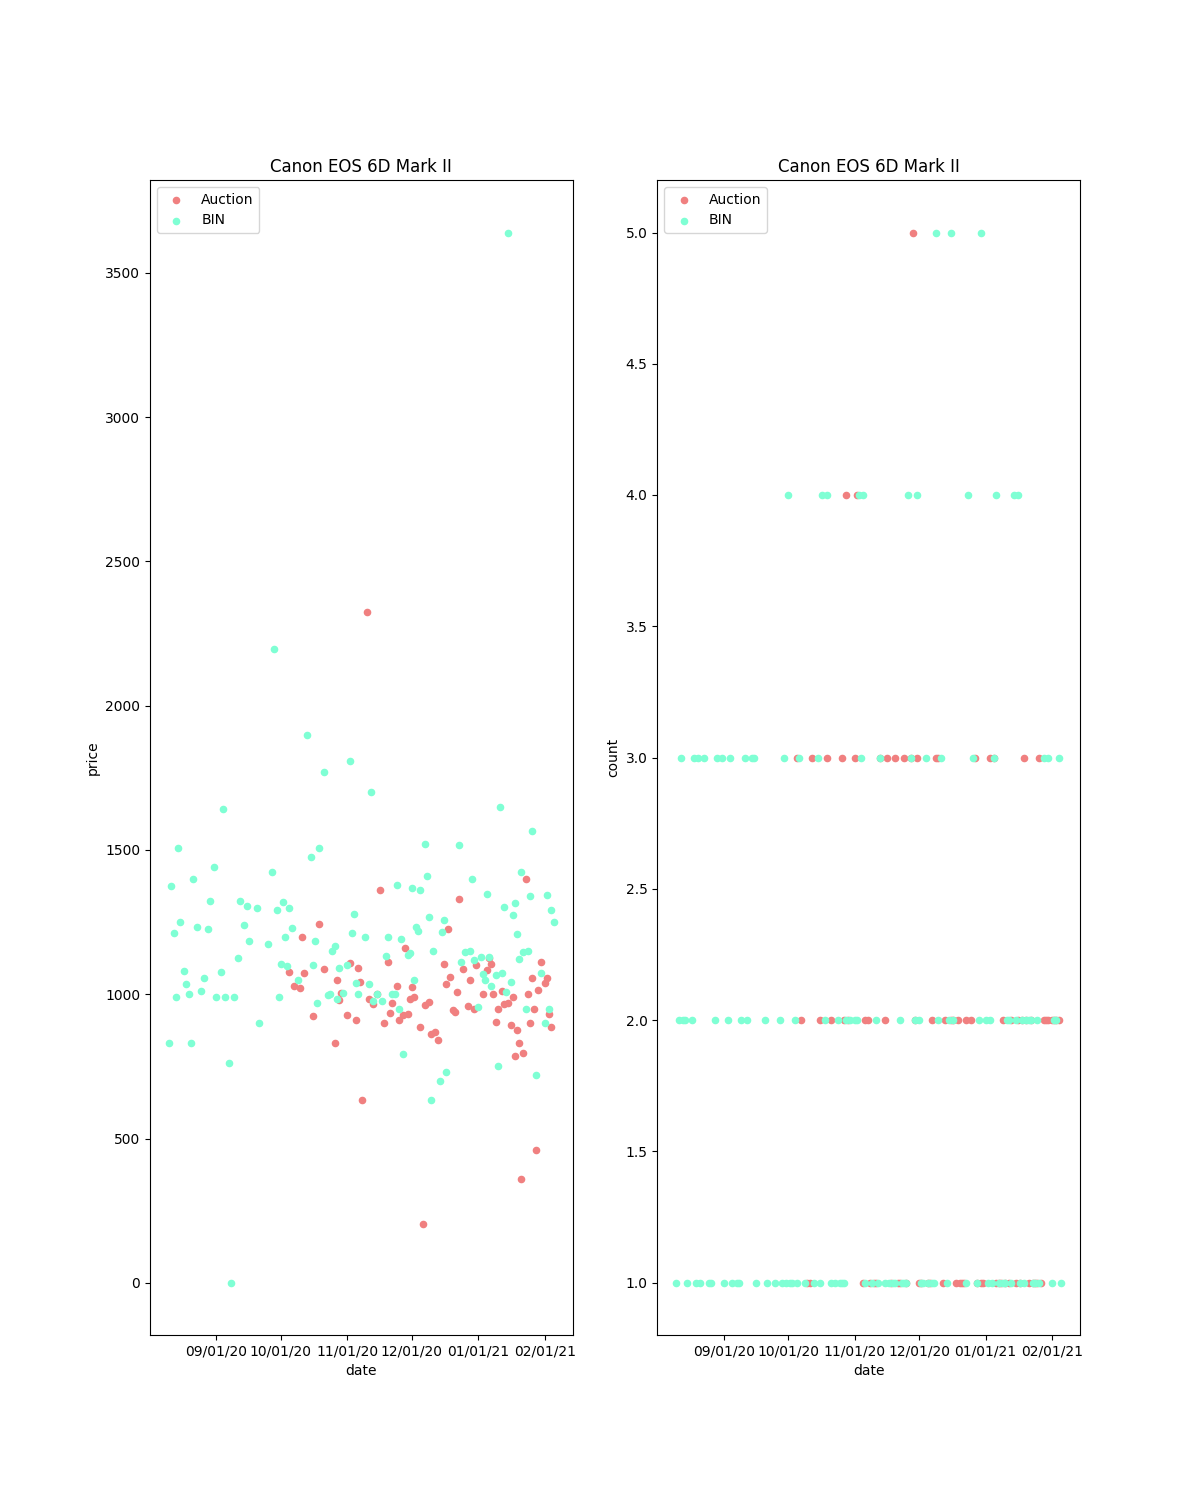 Canon EOS 6D Mark II
Auction
BIN
3500
3000
2500
2000
1500
1000
500
0
price
09/01/20 10/01/20 11/01/20 12/01/20 01/01/21 02/01/21
date
Canon EOS 6D Mark II
Auction
BIN
5.0
4.5
4.0
3.5
3.0
2.5
2.0
1.5
1.0
count
09/01/20 10/01/20 11/01/20 12/01/20 01/01/21 02/01/21
date